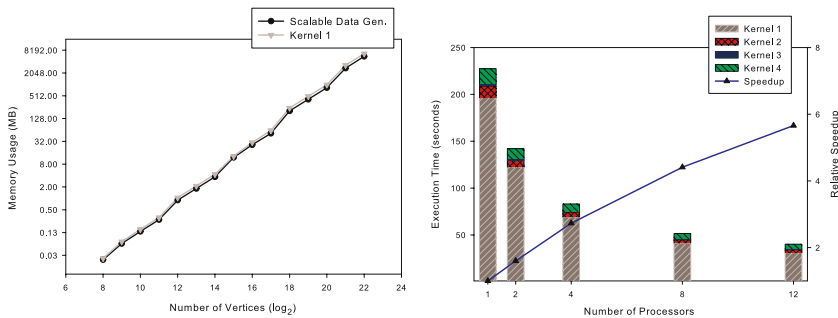 Scalable Data Gen.
Kernel 1
8192.00
2048.00
512.00
128.00
32.00
8.00
2.00
0.50
0.13
0.03
Memory Usage (MB)
6 8 10 12 14 16 18 20 22 24
Number of Vertices (log2)
Kernel 1
Kernel 2
Kernel 3
Kernel 4
Speedup
250
200
150
100
50
Execution Time (seconds)
8
6
4
2
Relative Speedup
1 2 4 8 12
Number of Processors